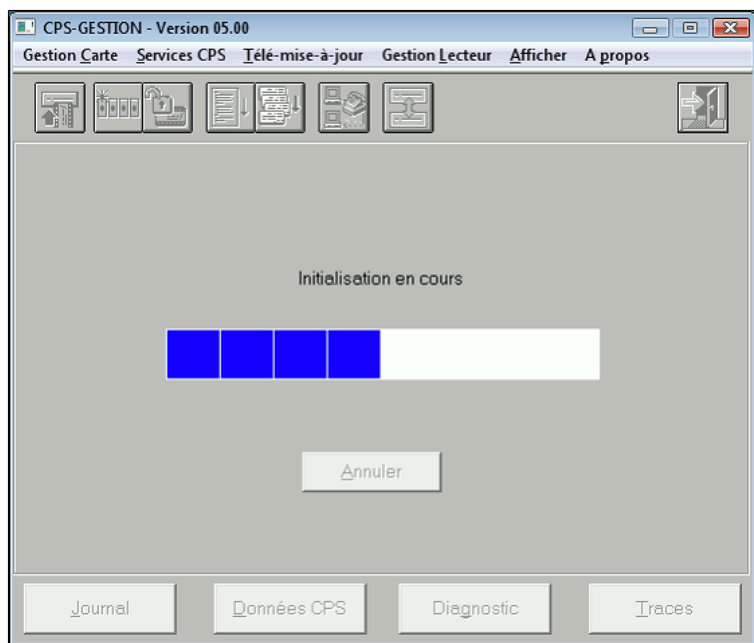 CPS-GESTION - Version 05.00
Gestion Carte Services CPS Télé-mise-à-jour Gestion Lecteur Afficher A propos
Initialisation en cours
Annuler
Journal Données CPS Diagnostic Traces